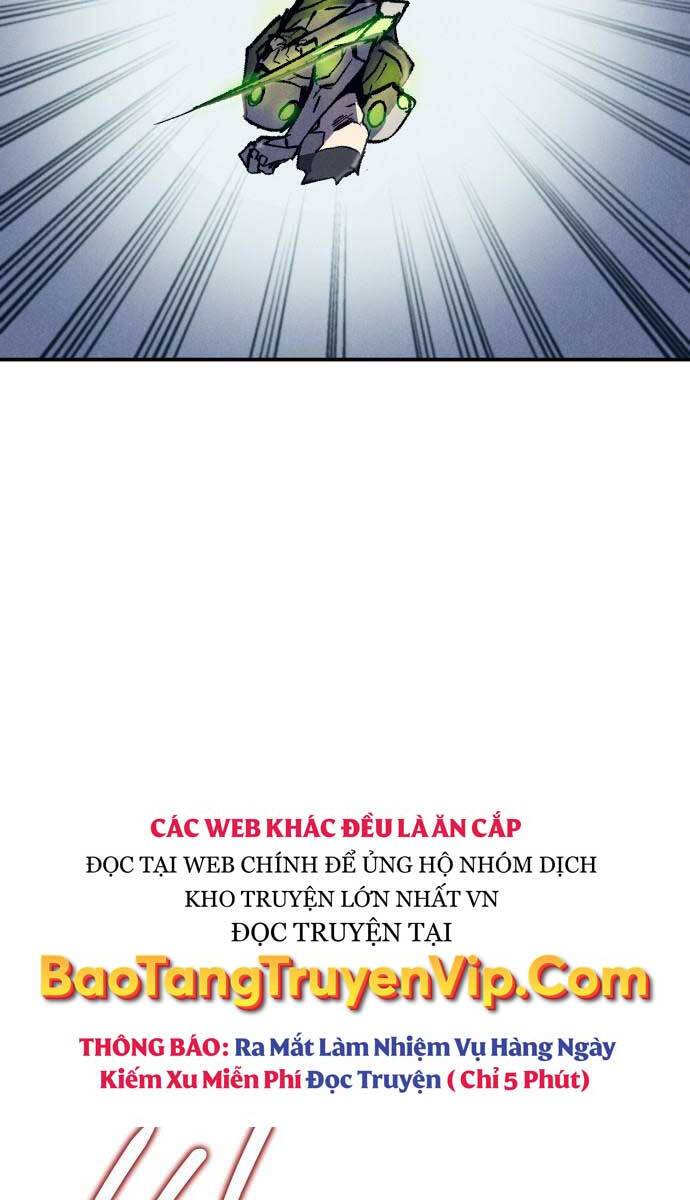 CÁC WEB KHÁC ĐỀU LÀ ĂN CẮP
ĐỌC TẠI WEB CHÍNH ĐỂ ỦNG HỘ NHÓM DỊCH
KHO TRUYỆN LỚN NHẤT VN
ĐỌC TRUYỆN TẠI
BaoTangTruyenVip.Com
THÔNG BÁO: Ra Mắt Làm Nhiệm Vụ Hàng Ngày
Kiếm Xu Miễn Phí Đọc Truyện ( Chỉ 5 Phút)